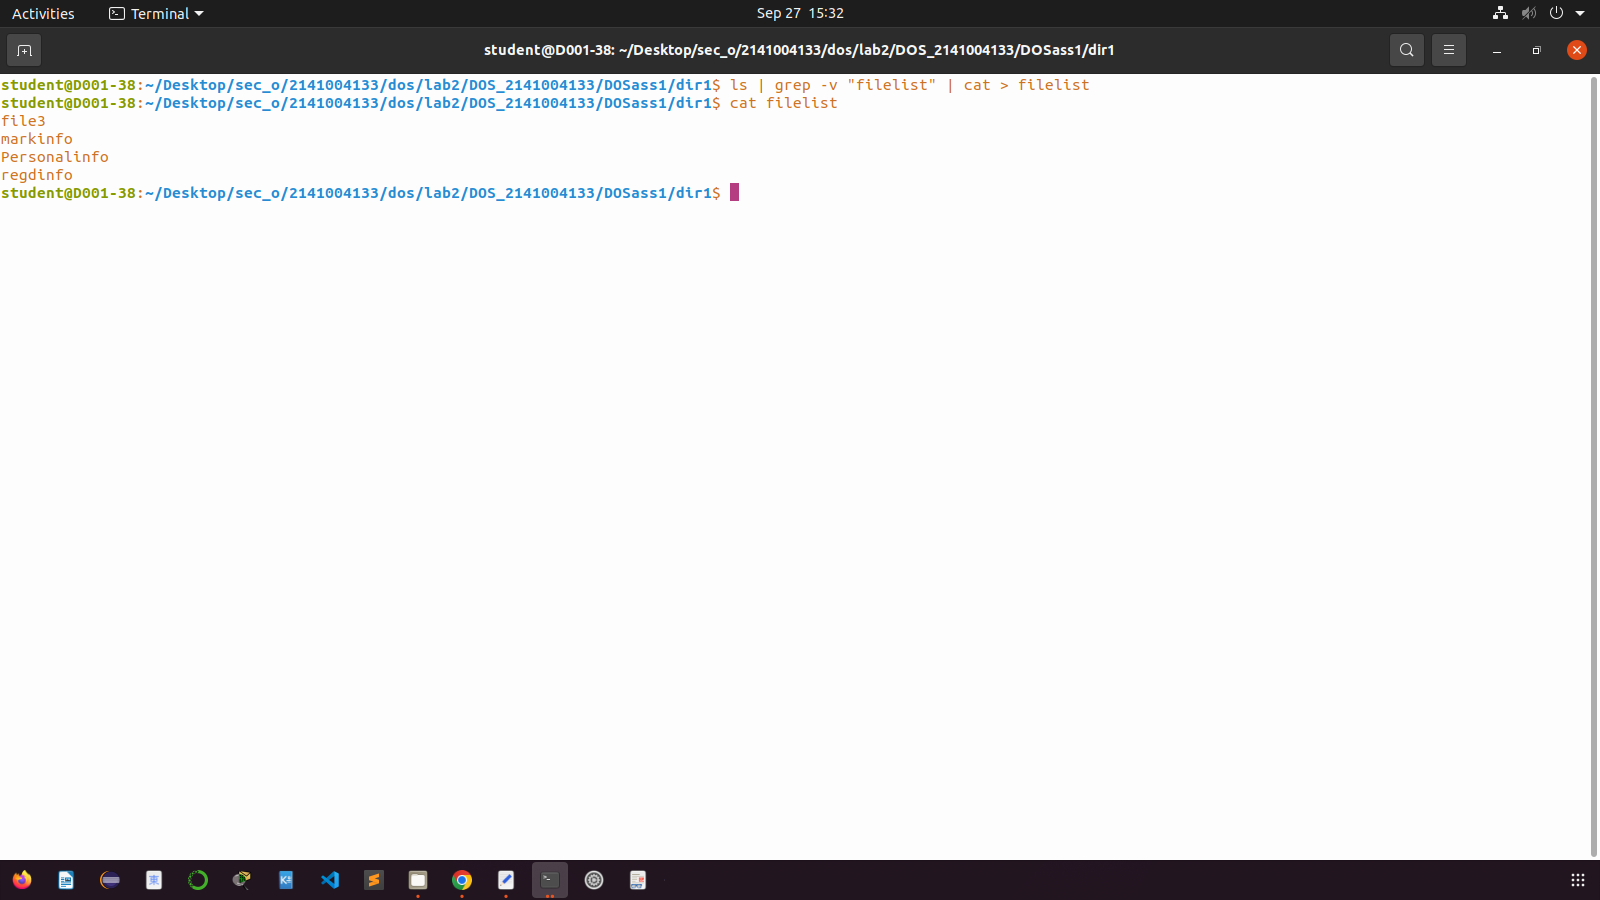 Activities
Terminal
Sep 27 15:32
student@D001-38: ~/Desktop/sec_o/2141004133/dos/lab2/DOS_2141004133/DOSass1/dir1
student@D001-38:~/Desktop/sec_o/2141004133/dos/lab2/DOS_2141004133/DOSass1/dir1$ ls | grep -v "filelist" | cat > filelist
student@D001-38:~/Desktop/sec_o/2141004133/dos/lab2/DOS_2141004133/DOSass1/dir1$ cat filelist
file3
markinfo
Personalinfo
regdinfo
student@D001-38:~/Desktop/sec_o/2141004133/dos/lab2/DOS_2141004133/DOSass1/dir1$